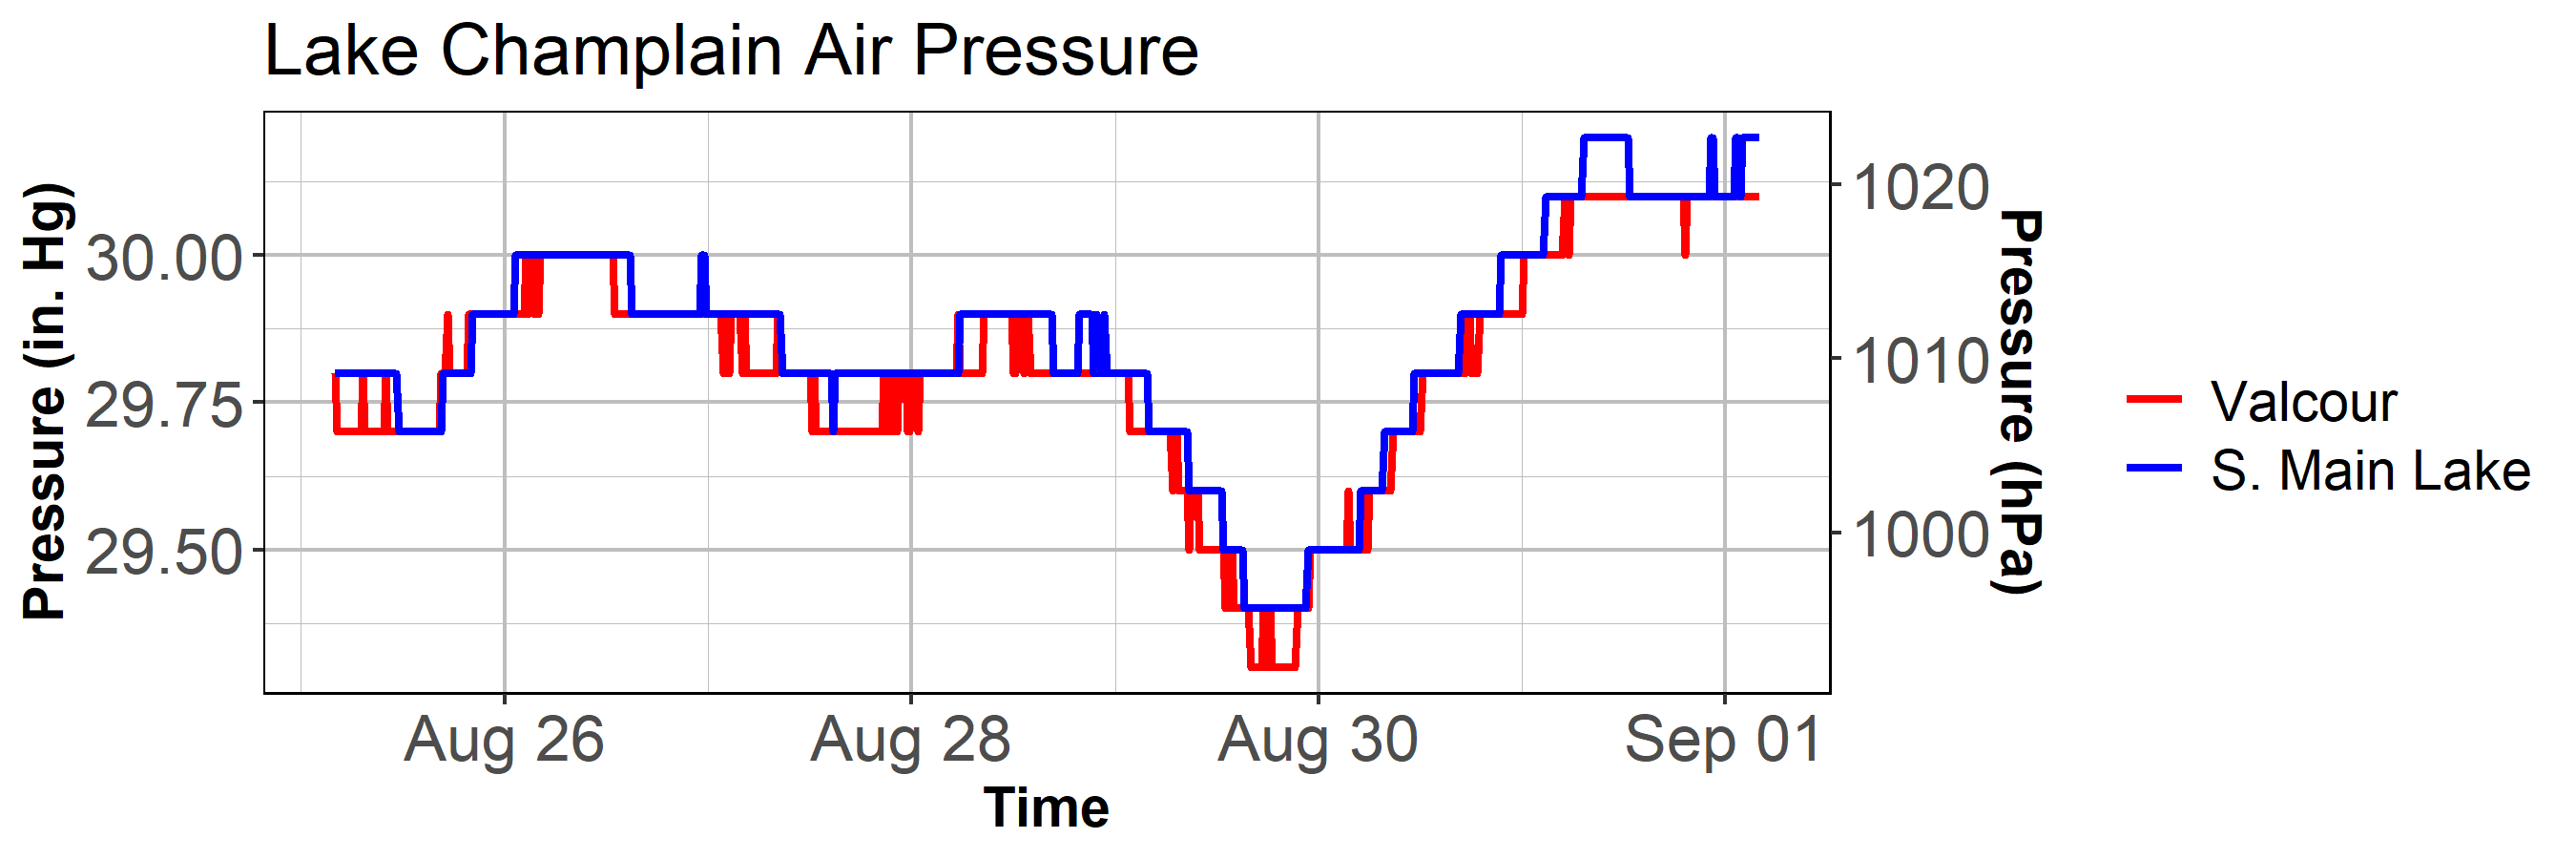 Lake Champlain Air Pressure
Pressure (in. Hg)
30.00
29.75
29.50
1020
1010
1000
Pressure (hPa)
Valcour
S. Main Lake
Aug 26
Aug 28
Aug 30
Sep 01
Time